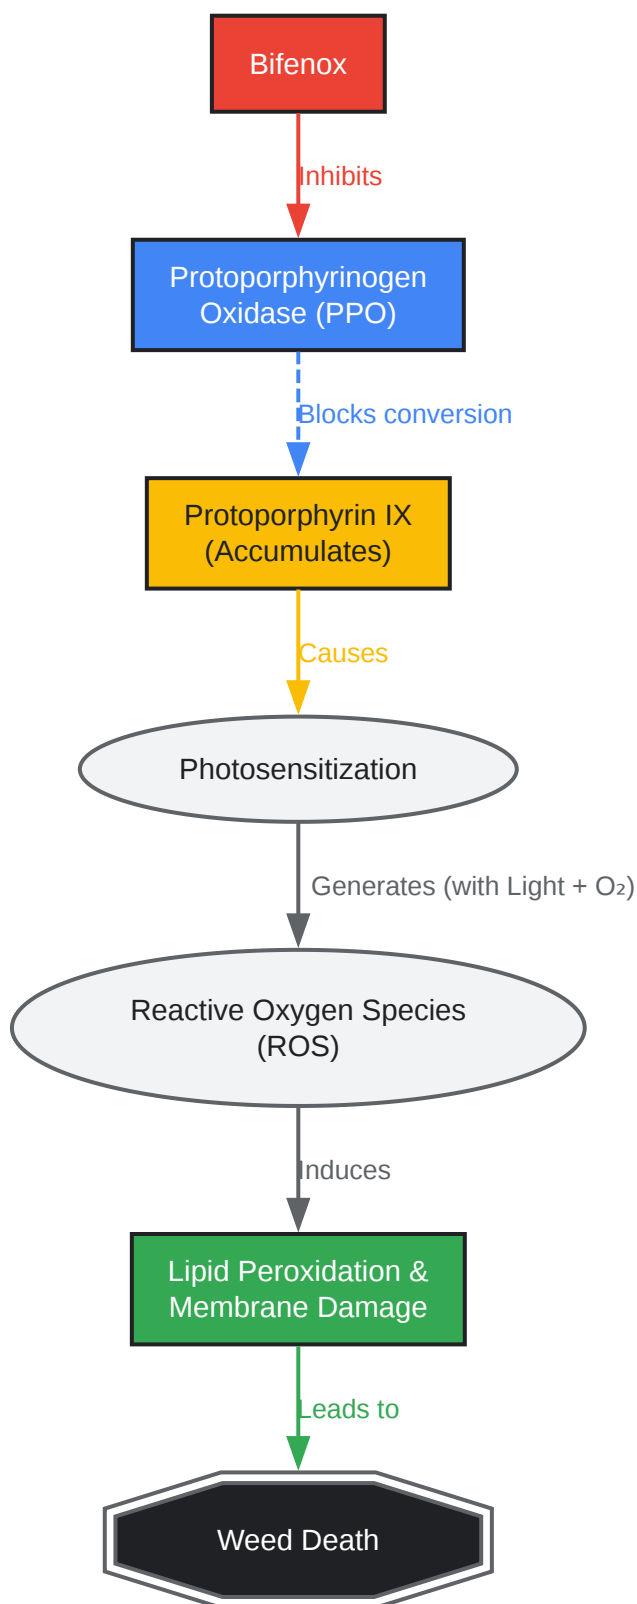 Bifenox
Inhibits
Protoporphyrinogen
Oxidase (PPO)
Blocks conversion
Protoporphyrin IX
(Accumulates)
Causes
Photosensitization
Generates (with Light + O₂)
Reactive Oxygen Species
(ROS)
Induces
Lipid Peroxidation &
Membrane Damage
Leads to
Weed Death